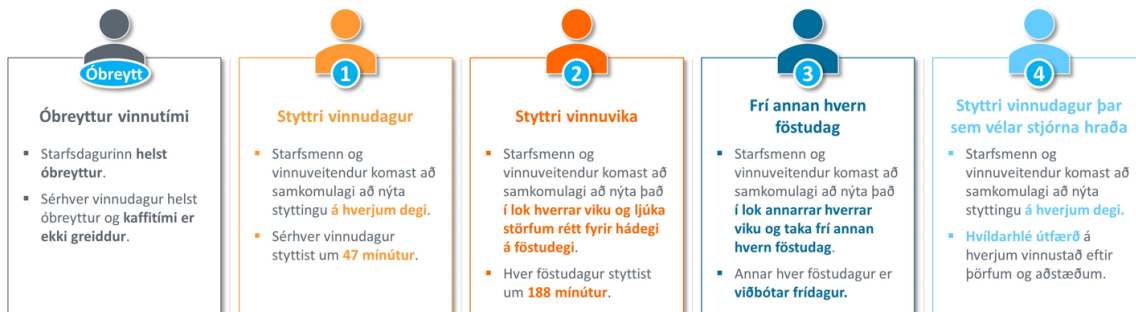 Óbreytt
Óbreyttur vinnutími
▪ Starfsdagurinn helst
óbreyttur.
▪ Sérhver vinnudagur helst
óbreyttur og kaffitími er
ekki greiddur.
1
Styttri vinnudagur
▪ Starfsmenn og
vinnuveitendur komast að
samkomulagi að nýta
styttingu á hverjum degi.
▪ Sérhver vinnudagur
styttist um 47 mínútur.
2
Styttri vinnuvika
▪ Starfsmenn og
vinnuveitendur komast að
samkomulagi að nýta það
í lok hverrar viku og ljúka
störfum rétt fyrir hádegi
á föstudegi.
▪ Hver föstudagur styttist
um 188 mínútur.
3
Frí annan hvern
föstudag
▪ Starfsmenn og
vinnuveitendur komast að
samkomulagi að nýta það
í lok annarrar hverrar
viku og taka frí annan
hvern föstudag.
▪ Annar hver föstudagur er
viðbótar frídagur.
4
Styttri vinnudagur þar
sem vélar stjórna hraða
▪ Starfsmenn og
vinnuveitendur komast að
samkomulagi að nýta
styttingu á hverjum degi.
▪ Hvíldarhlé útfærð á
hverjum vinnustað eftir
þörfum og aðstæðum.